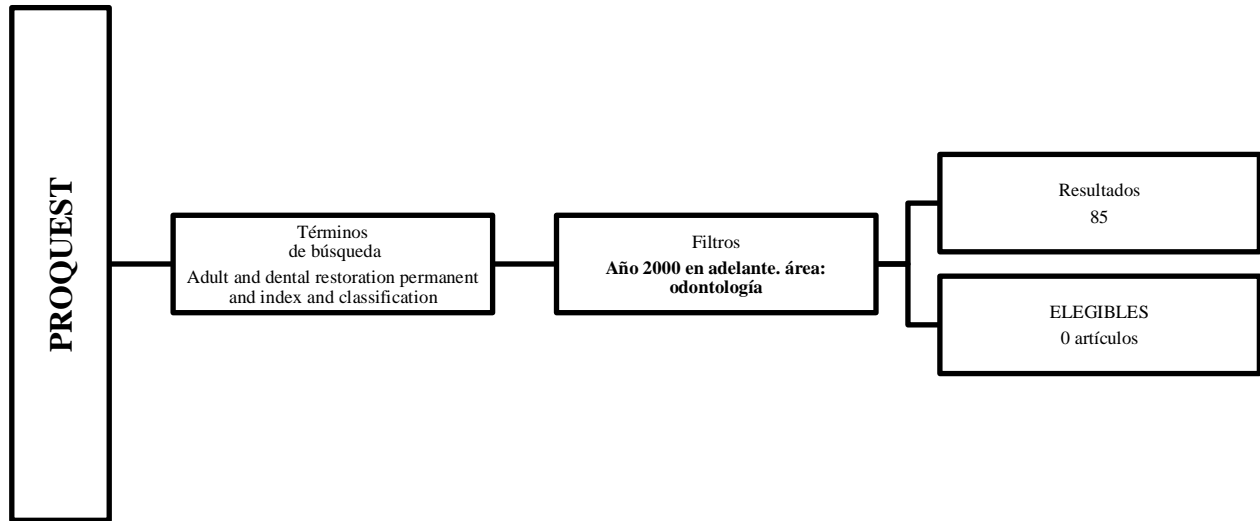 PROQUEST
Términos
de búsqueda
Adult and dental restoration permanent
and index and classification
Filtros
Año 2000 en adelante. área:
odontología
Resultados
85
ELEGIBLES
0 artículos